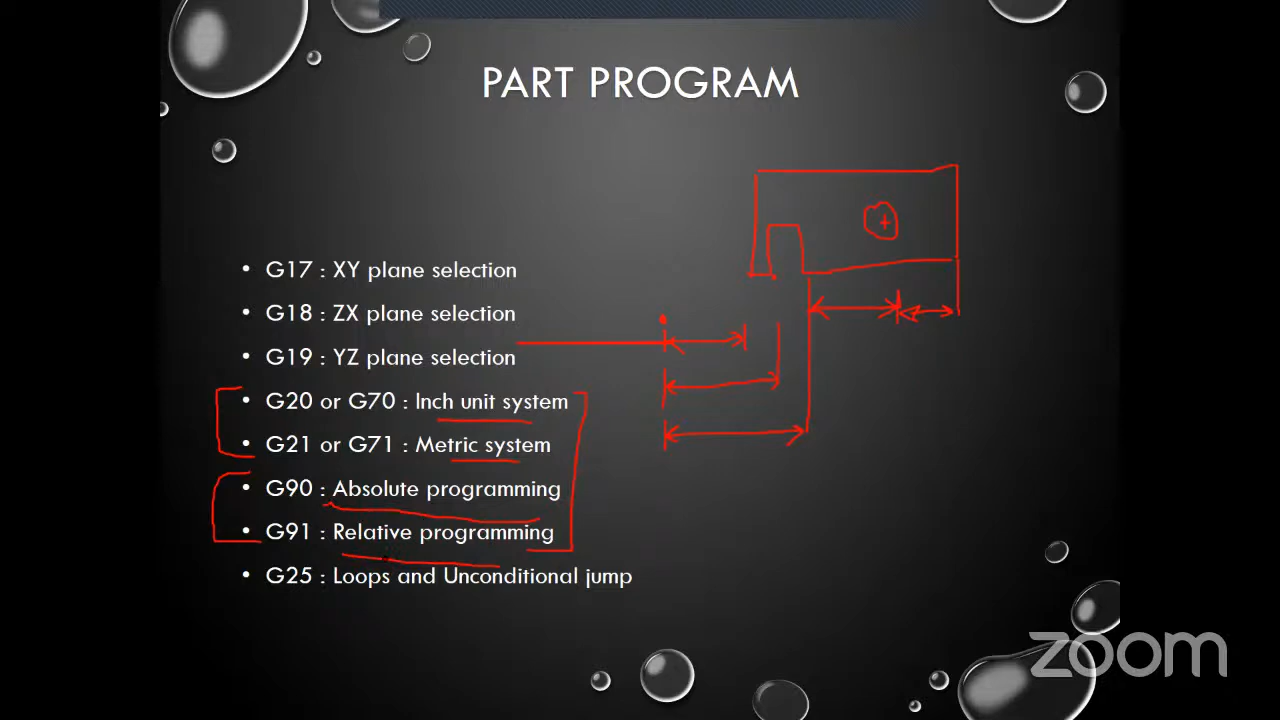 PART PROGRAM
• G17 : XY plane selection
• G18 : ZX plane selection
• G19 : YZ plane selection
• G20 or G70 : Inch unit system
• G21 or G71 : Metric system
• G90 : Absolute programming
• G91 : Relative programming
• G25 : Loops and Unconditional jump
zoom